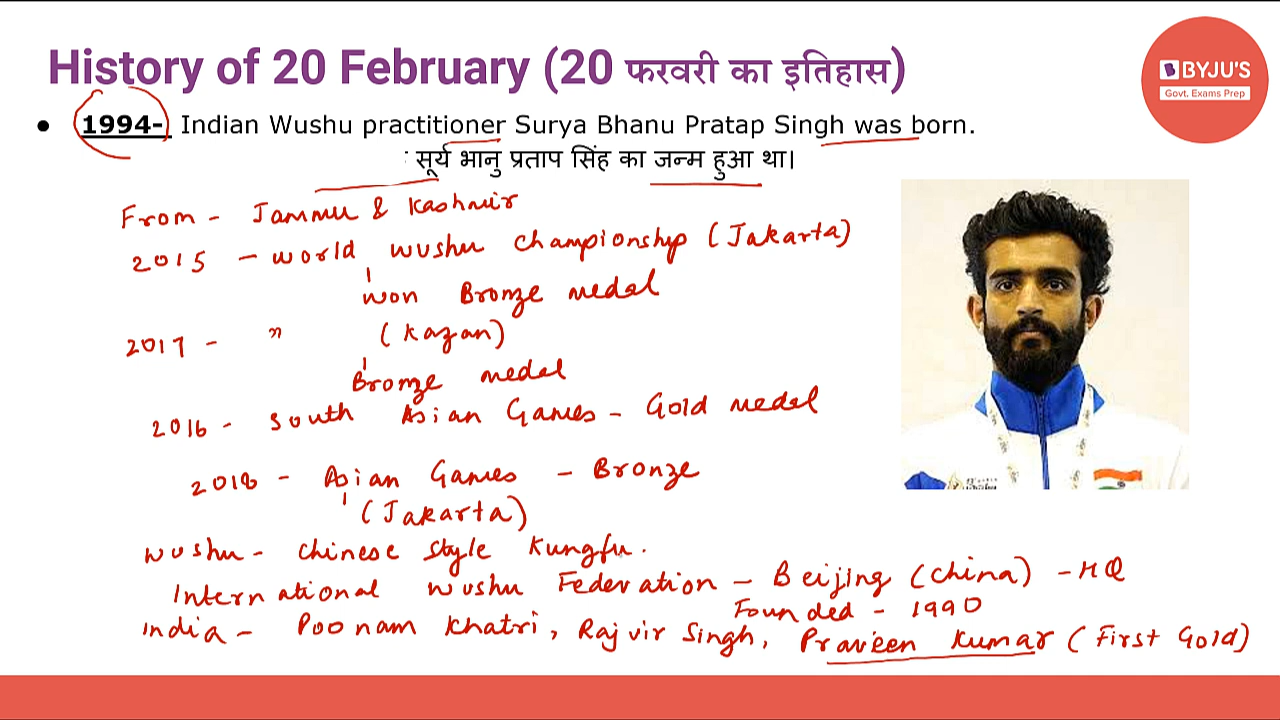 History of 20 February (20 फरवरी का इतिहास)
BYJU'S
Govt. Exams Prep
● 1994- Indian Wushu practitioner Surya Bhanu Pratap Singh was born.
सूर्य भानु प्रताप सिंह का जन्म हुआ था।
From - Jammu & Kashmir
2015 - World Wushu Championship (Jakarta)
Won Bronze medal
2017 - " (Kazan)
Bronze medal
2016 - South Asian Games - Gold medal
2018 - Asian Games - Bronze
(Jakarta)
Wushu - Chinese Style Kungfu.
International Wushu Federation - Beijing (China) - HQ
Founded - 1990
India - Poonam Khatri, Rajvir Singh, Praveen Kumar (First Gold)